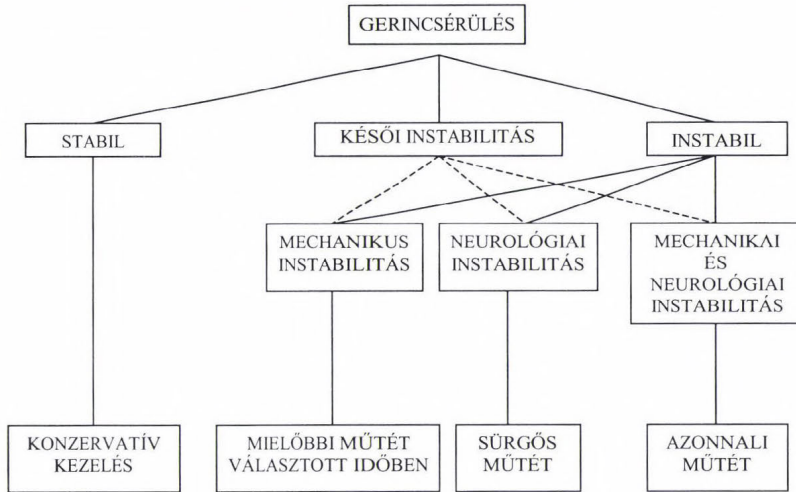 GERINCSÉRÜLÉS
STABIL
KÉSŐI INSTABILITÁS
INSTABIL
MECHANIKUS
INSTABILITÁS
NEUROLÓGIAI
INSTABILITÁS
MECHANIKAI
ÉS
NEUROLÓGIAI
INSTABILITÁS
KONZERVATÍV
KEZELÉS
MIELŐBBI MŰTÉT
VÁLASZTOTT IDŐBEN
SÜRGŐS
MŰTÉT
AZONNALI
MŰTÉT